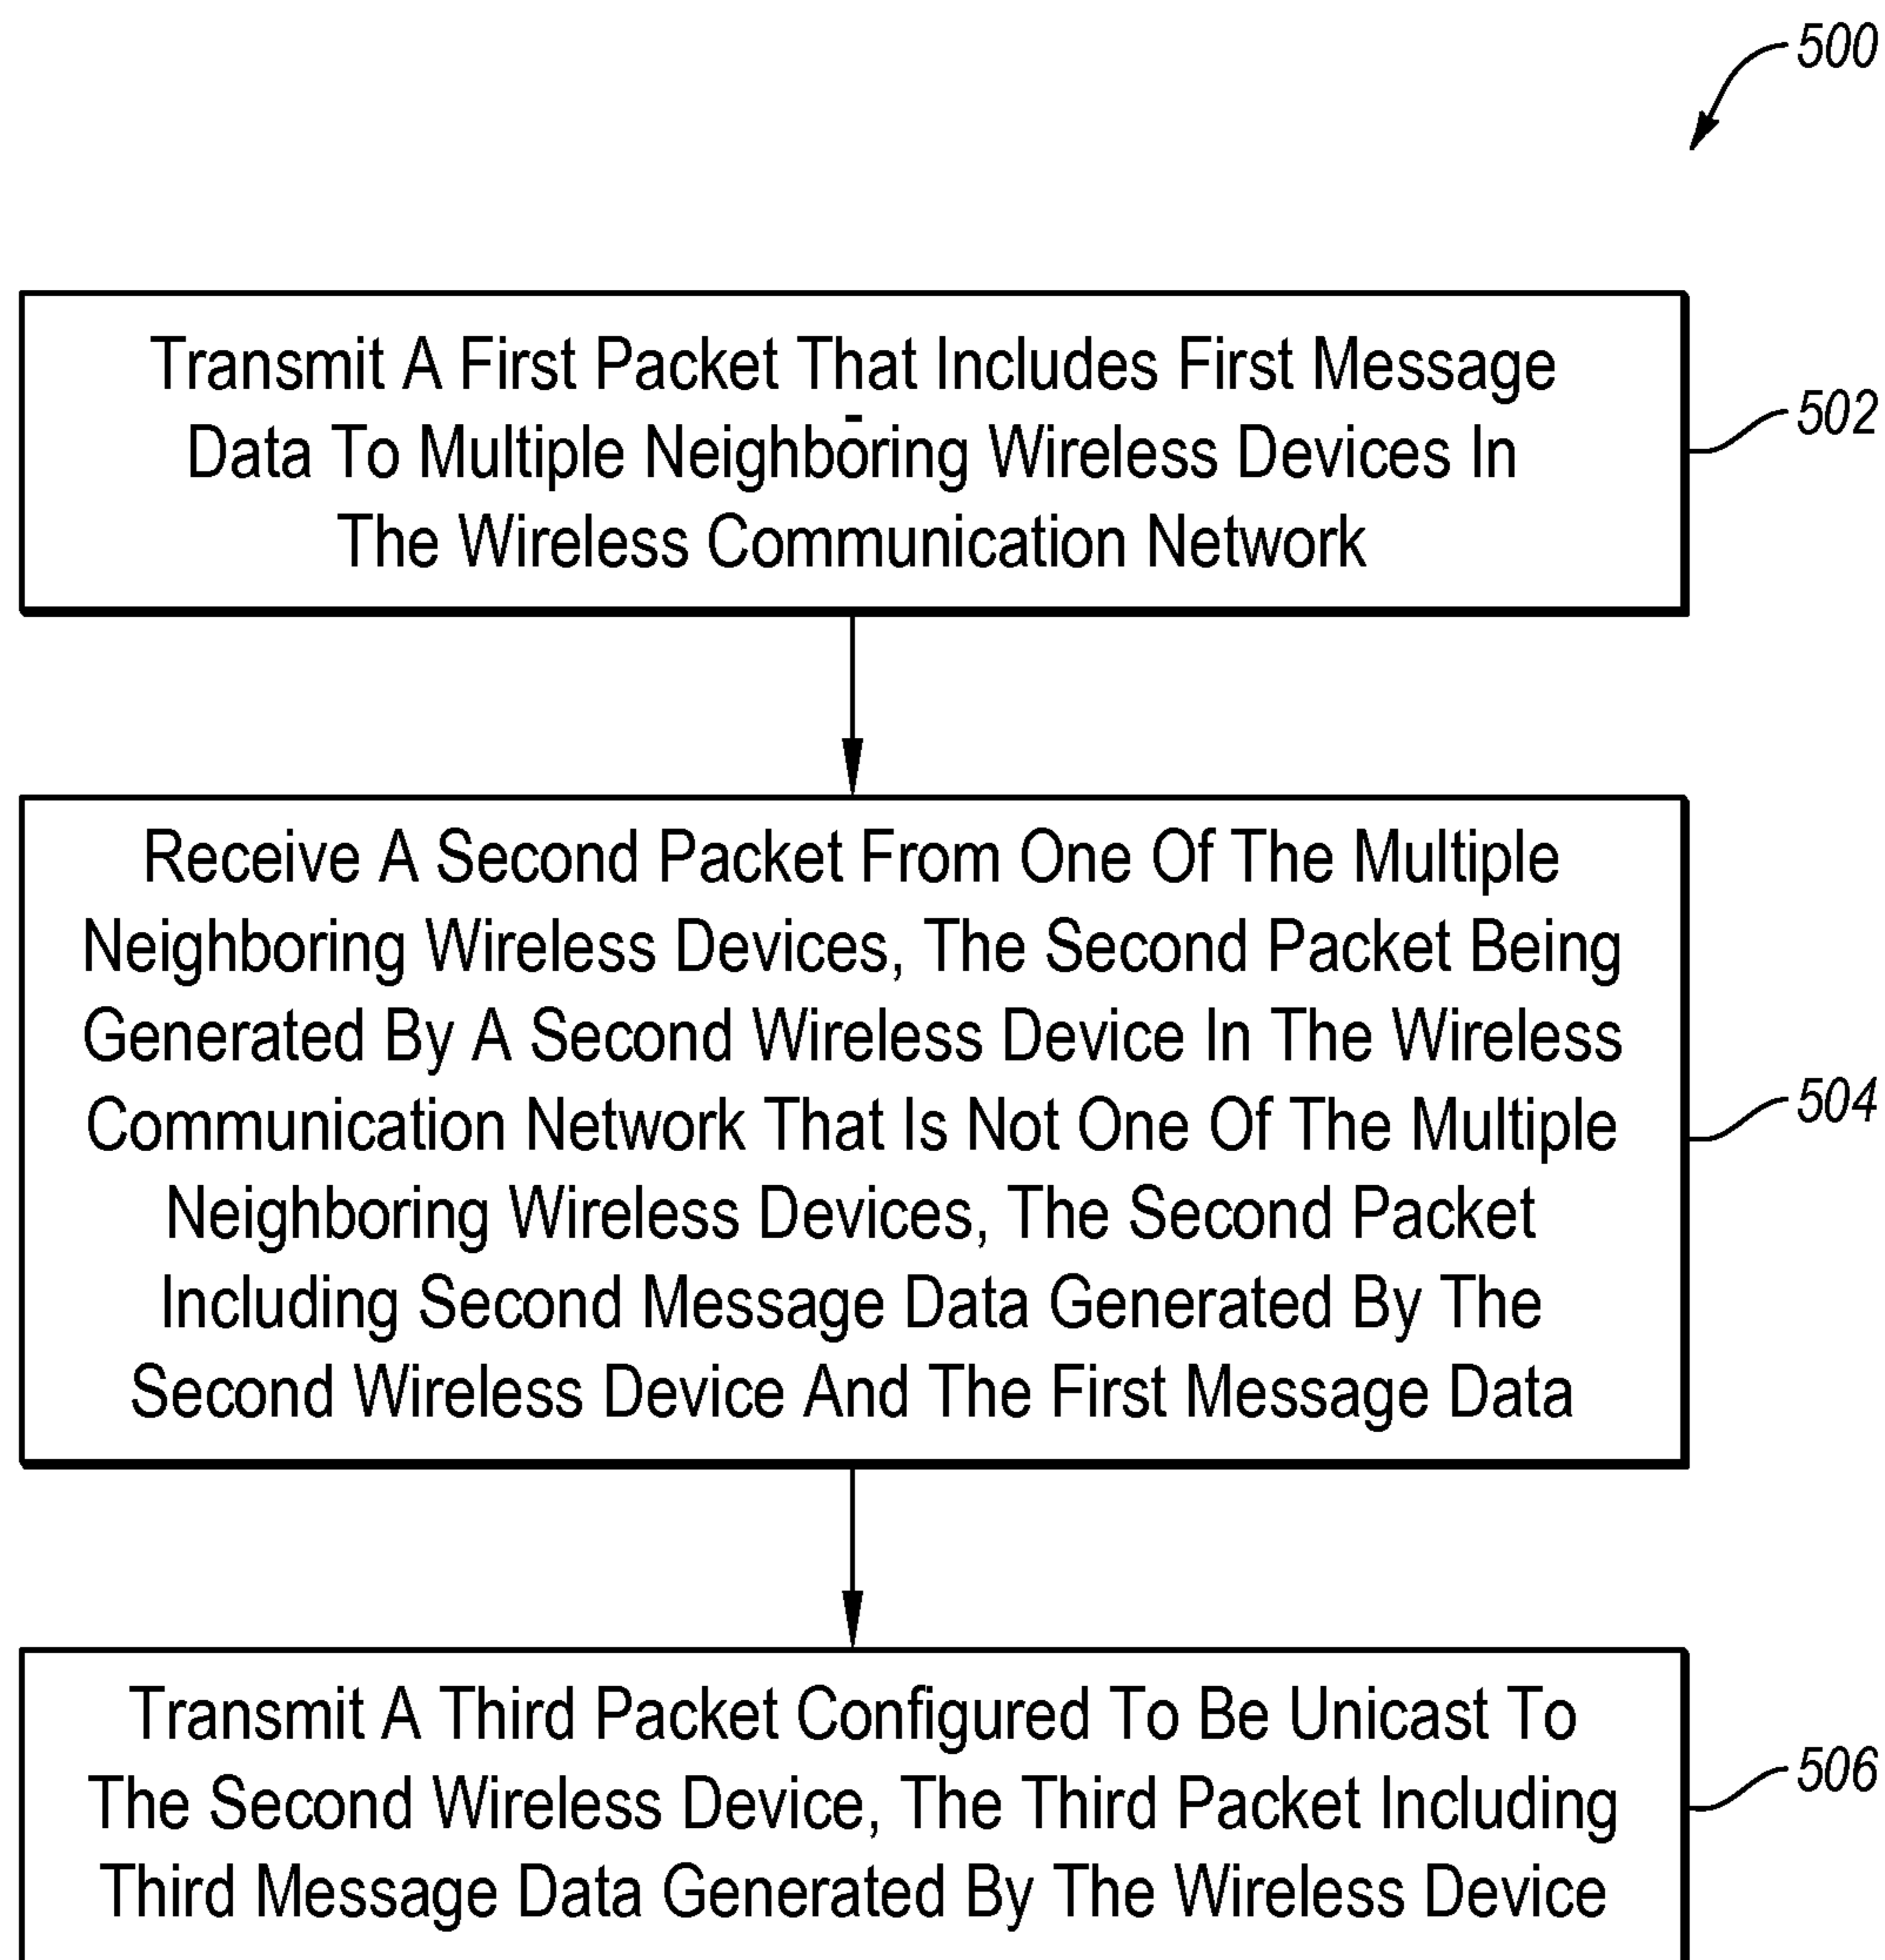 500
Transmit A First Packet That Includes First Message
Data To Multiple Neighboring Wireless Devices In
The Wireless Communication Network
502
Receive A Second Packet From One Of The Multiple
Neighboring Wireless Devices, The Second Packet Being
Generated By A Second Wireless Device In The Wireless
Communication Network That Is Not One Of The Multiple
Neighboring Wireless Devices, The Second Packet
Including Second Message Data Generated By The
Second Wireless Device And The First Message Data
504
Transmit A Third Packet Configured To Be Unicast To
The Second Wireless Device, The Third Packet Including
Third Message Data Generated By The Wireless Device
506